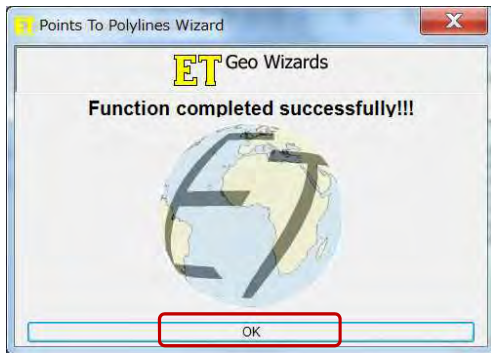 Points To Polylines Wizard
ET Geo Wizards
Function completed successfully!!!
OK